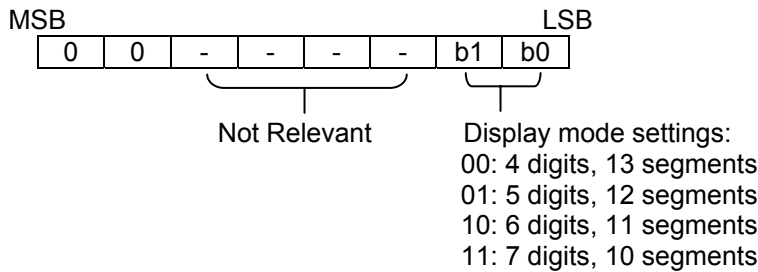 MSB LSB
0 0 - - - - b1 b0
Not Relevant Display mode settings:
00: 4 digits, 13 segments
01: 5 digits, 12 segments
10: 6 digits, 11 segments
11: 7 digits, 10 segments